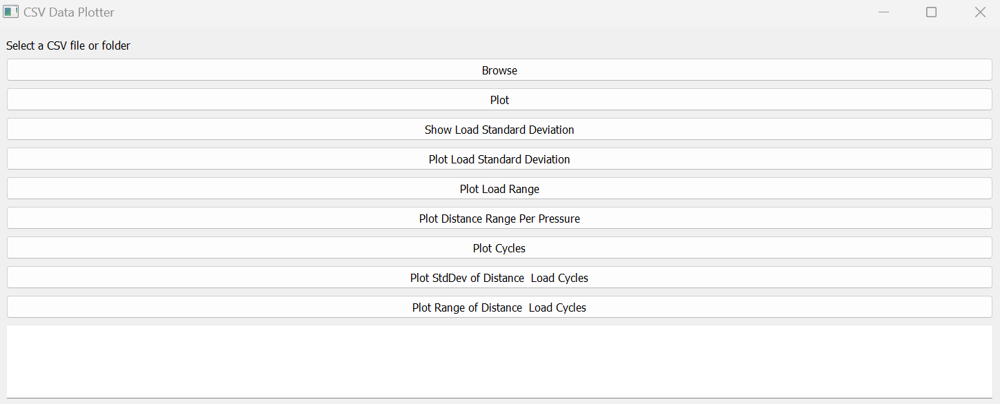 CSV Data Plotter
Select a CSV file or folder
Browse
Plot
Show Load Standard Deviation
Plot Load Standard Deviation
Plot Load Range
Plot Distance Range Per Pressure
Plot Cycles
Plot StdDev of Distance  Load Cycles
Plot Range of Distance  Load Cycles